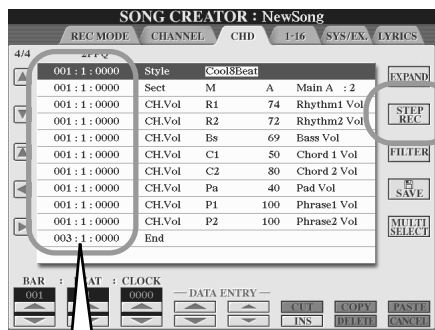 SONG CREATOR : NewSong
REC MODE CHANNEL CHD 1-16 SYS/EX. LYRICS
4/4
001 : 1 : 0000 Style Cool8Beat
001 : 1 : 0000 Sect M A Main A : 2
001 : 1 : 0000 CH.Vol R1 74 Rhythm1 Vol
001 : 1 : 0000 CH.Vol R2 72 Rhythm2 Vol
001 : 1 : 0000 CH.Vol Bs 69 Bass Vol
001 : 1 : 0000 CH.Vol C1 50 Chord 1 Vol
001 : 1 : 0000 CH.Vol C2 80 Chord 2 Vol
001 : 1 : 0000 CH.Vol Pa 40 Pad Vol
001 : 1 : 0000 CH.Vol P1 100 Phrase1 Vol
001 : 1 : 0000 CH.Vol P2 100 Phrase2 Vol
003 : 1 : 0000 End
EXPAND
STEP
REC
FILTER
SAVE
MULTI
SELECT
BAR : : CLOCK
001 0000 DATA ENTRY
CUT COPY PASTE
INS DELETE CANCEL